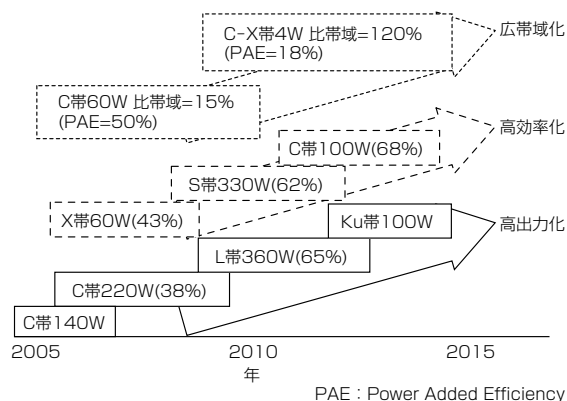 C-X帯4W 比帯域=120%
(PAE=18%)
広帯域化
C帯60W 比帯域=15%
(PAE=50%)
高効率化
C帯100W(68%)
S帯330W(62%)
X帯60W(43%)
Ku帯100W
高出力化
L帯360W(65%)
C帯220W(38%)
C帯140W
2005
2010
2015
年
PAE:Power Added Efficiency